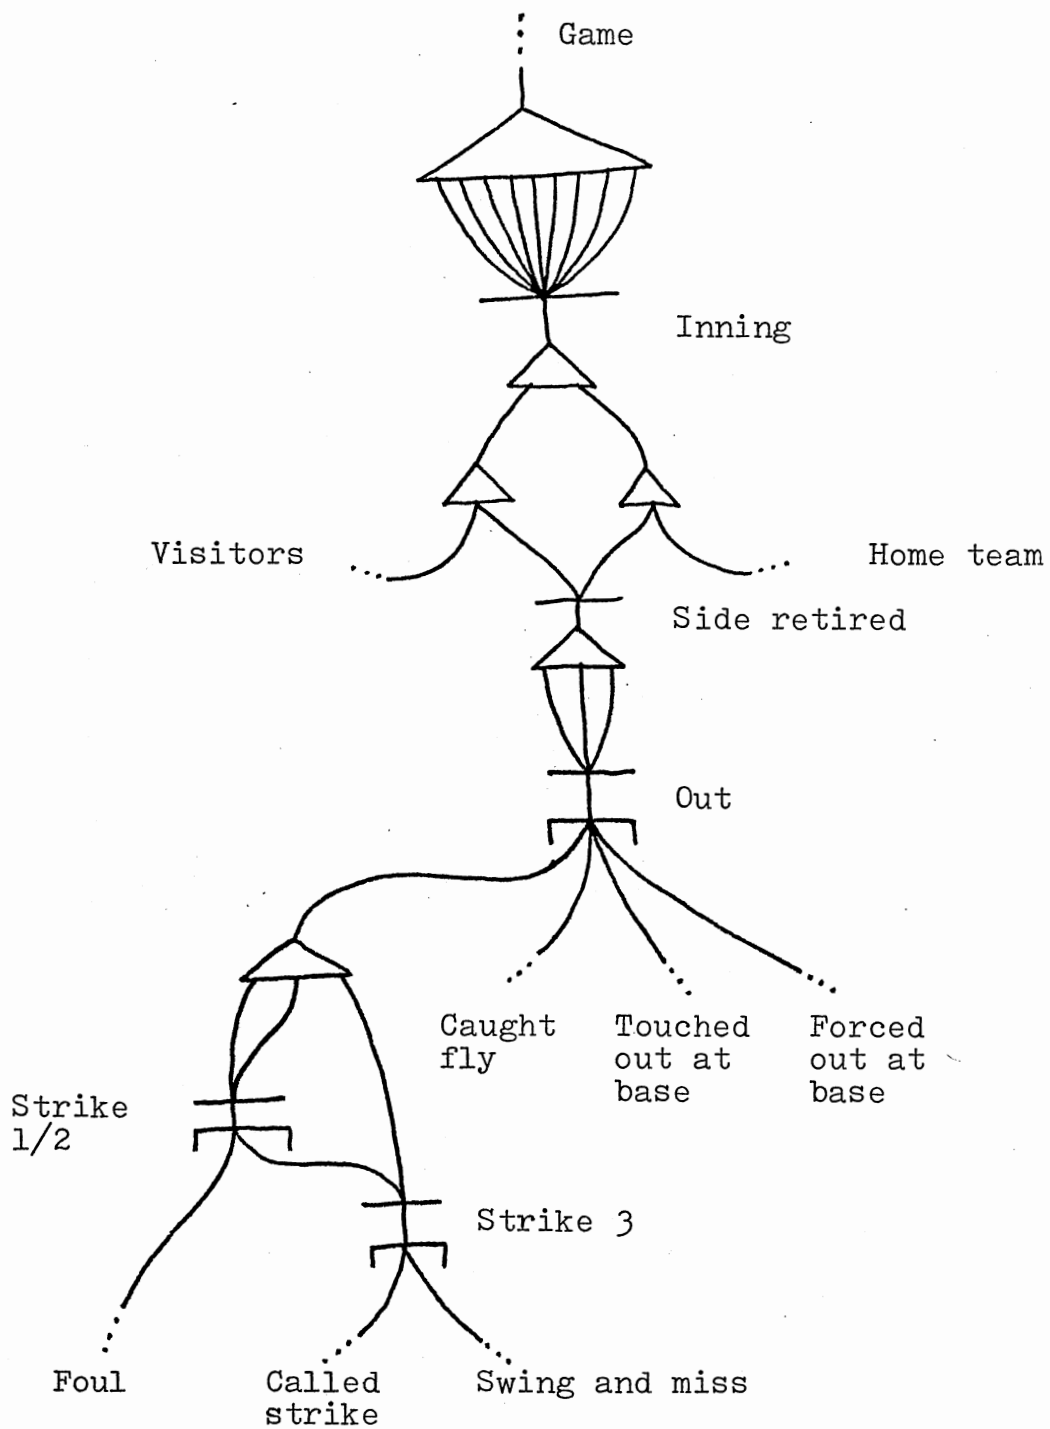 Game
Inning
Visitors
Home team
Side retired
Out
Caught
fly
Touched
out at
base
Forced
out at
base
Strike
1/2
Strike 3
Foul
Called
strike
Swing and miss